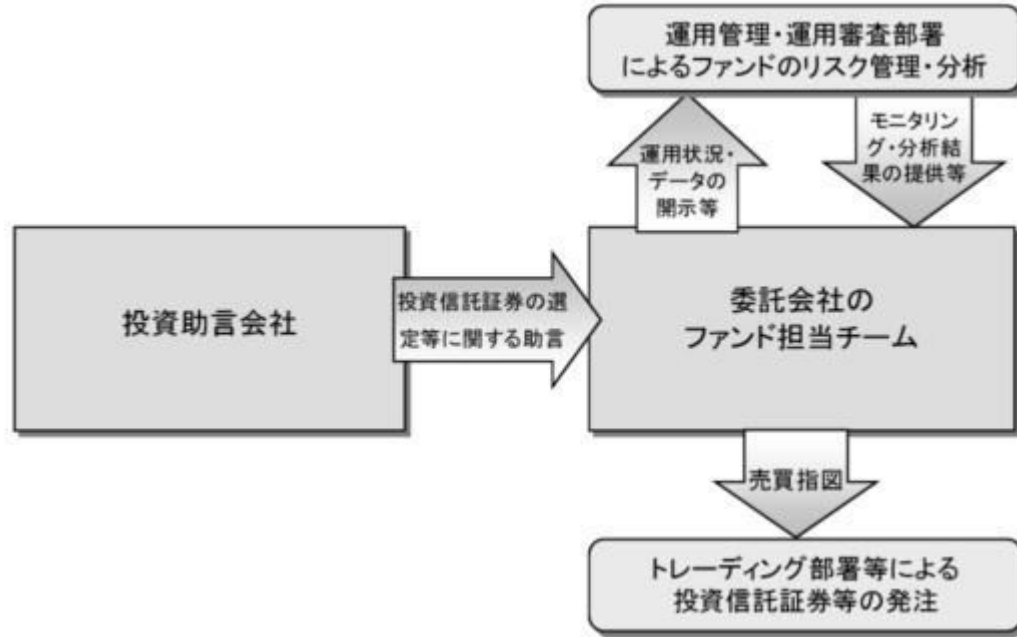 運用管理・運用審査部署
によるファンドのリスク管理・分析
運用状況・
データの
開示等
モニタリン
グ・分析結
果の提供等
投資助言会社
投資信託証券の選
定等に関する助言
委託会社の
ファンド担当チーム
売買指図
トレーディング部署等による
投資信託証券等の発注